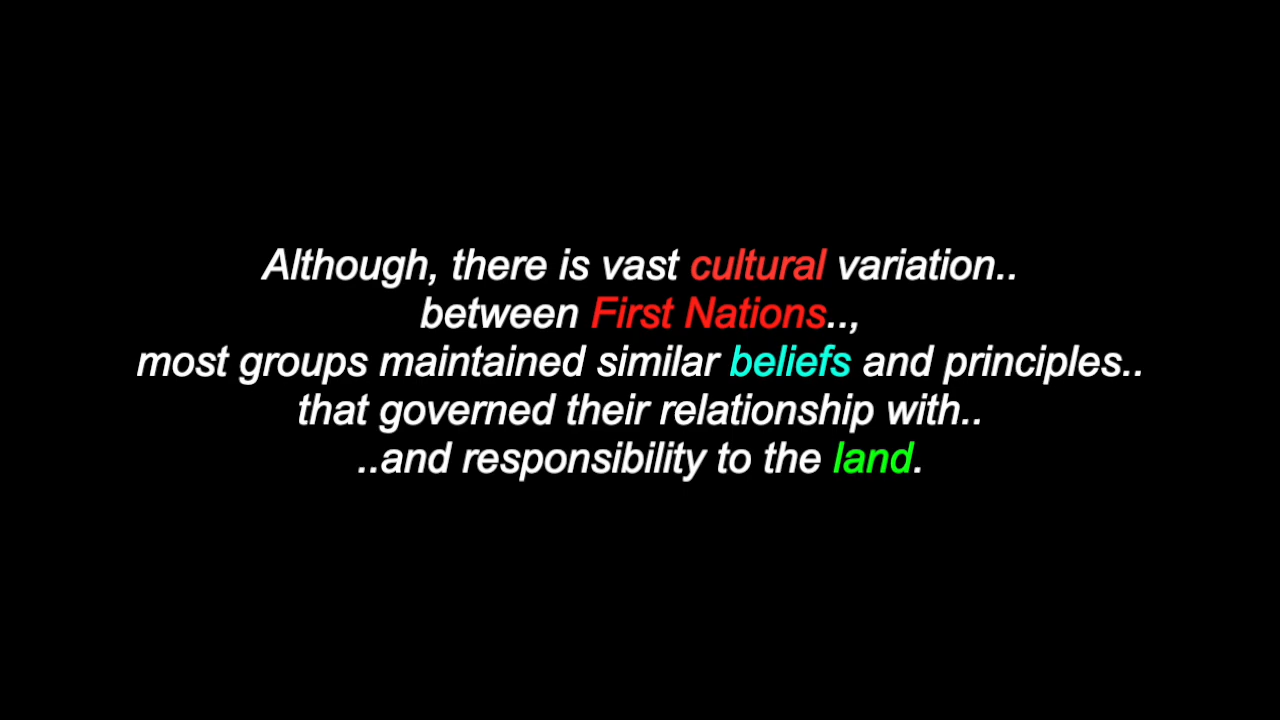 Although, there is vast cultural variation..
between First Nations..,
most groups maintained similar beliefs and principles..
that governed their relationship with..
..and responsibility to the land.